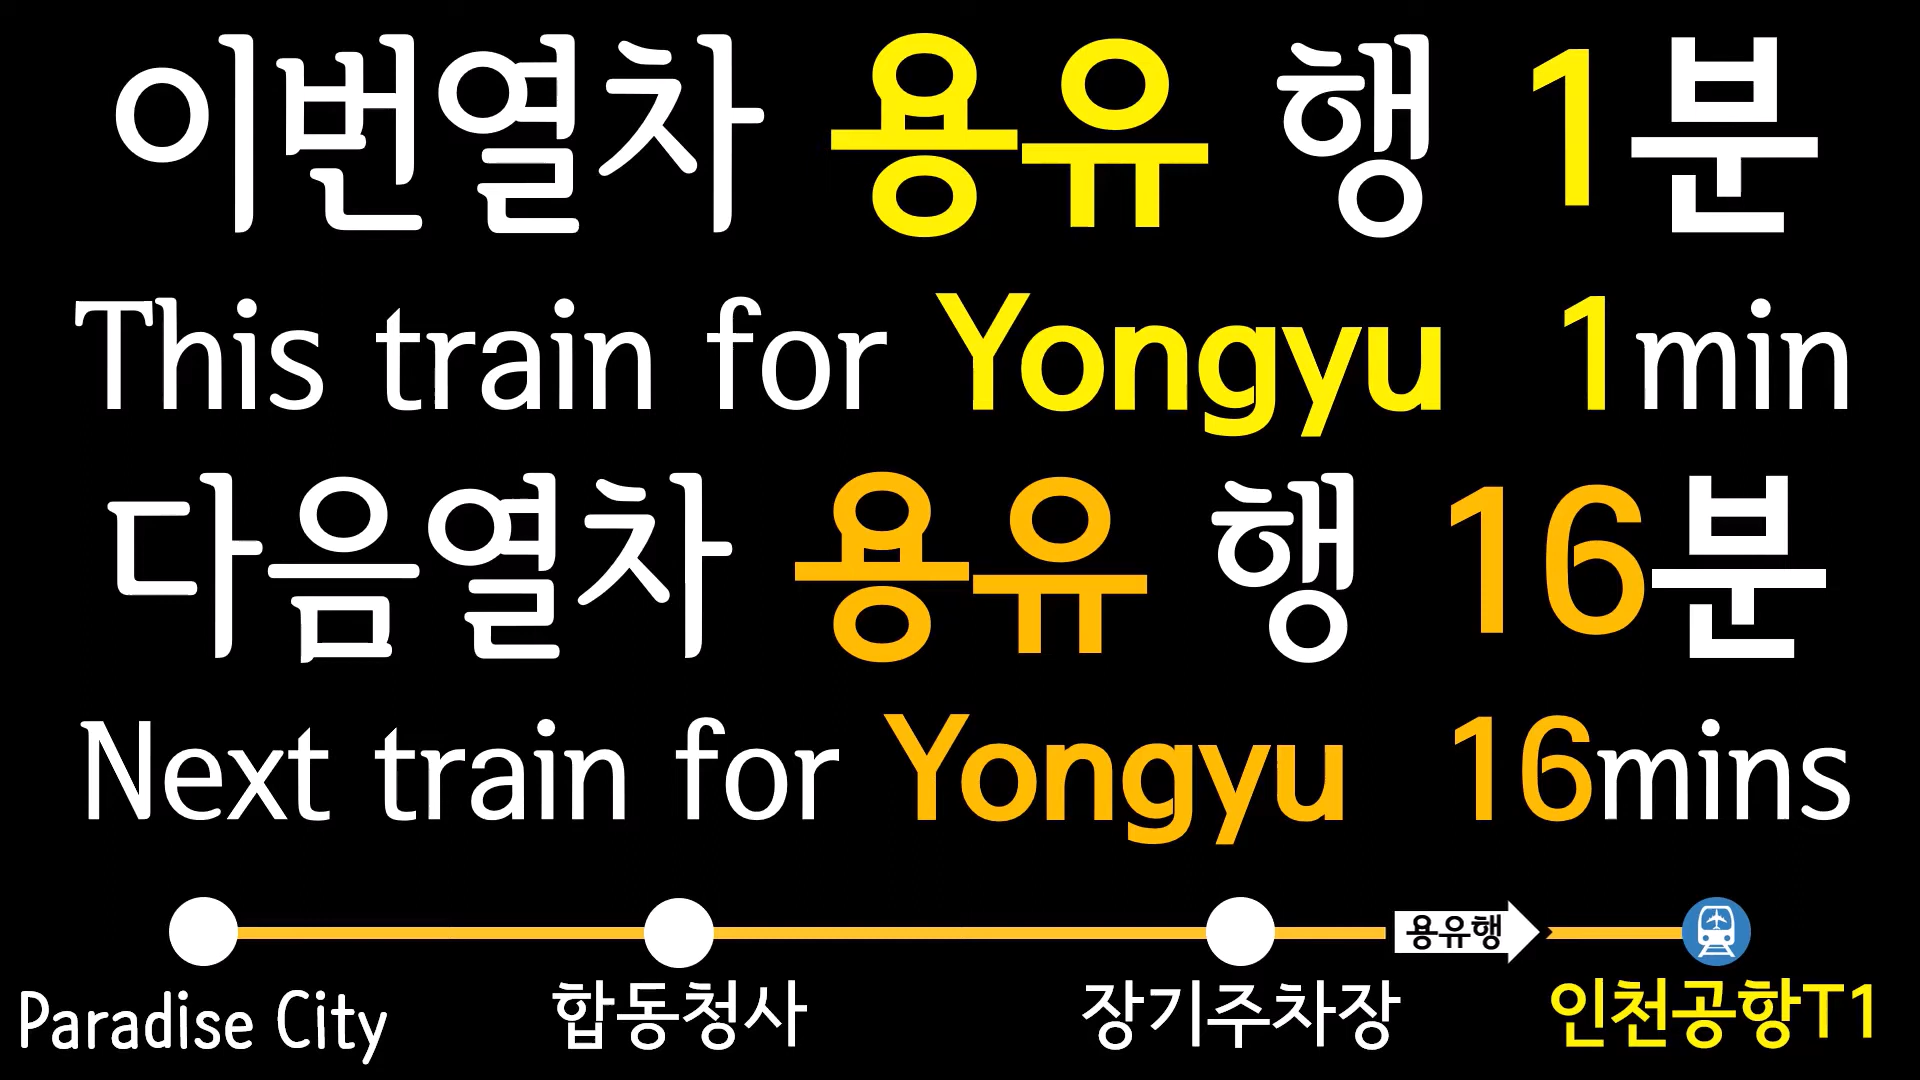 이번열차 용유 행 1분
This train for Yongyu 1min
다음열차 용유 행 16분
Next train for Yongyu 16mins
용유행
Paradise City 합동청사 장기주차장 인천공항T1